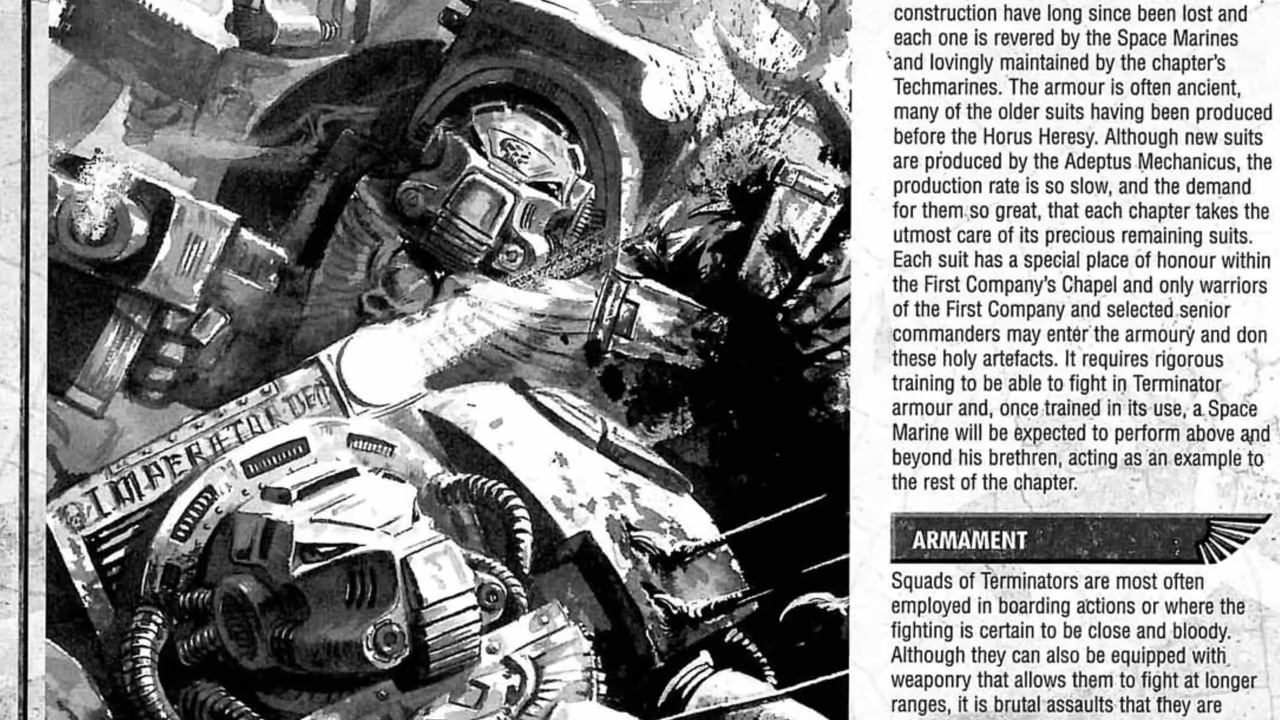 IMPERATOR DEO
construction have long since been lost and
each one is revered by the Space Marines
and lovingly maintained by the chapter's
Techmarines. The armour is often ancient,
many of the older suits having been produced
before the Horus Heresy. Although new suits
are produced by the Adeptus Mechanicus, the
production rate is so slow, and the demand
for them so great, that each chapter takes the
utmost care of its precious remaining suits.
Each suit has a special place of honour within
the First Company's Chapel and only warriors
of the First Company and selected senior
commanders may enter the armoury and don
these holy artefacts. It requires rigorous
training to be able to fight in Terminator
armour and, once trained in its use, a Space
Marine will be expected to perform above and
beyond his brethren, acting as an example to
the rest of the chapter.
ARMAMENT
Squads of Terminators are most often
employed in boarding actions or where the
fighting is certain to be close and bloody.
Although they can also be equipped with
weaponry that allows them to fight at longer
ranges, it is brutal assaults that they are